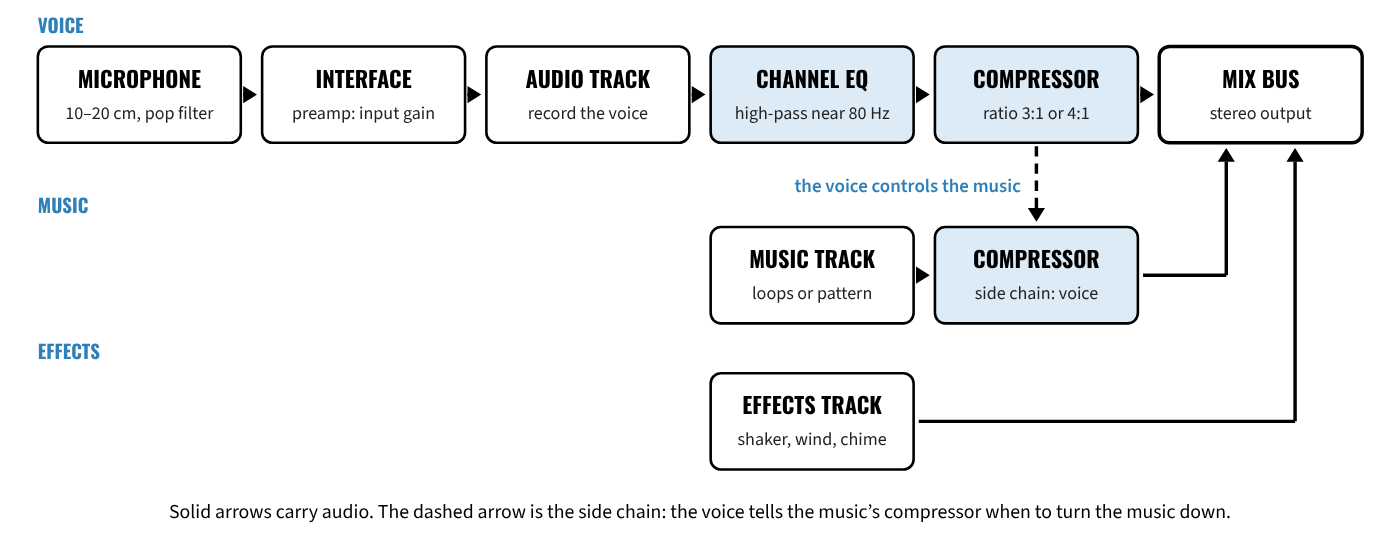 VOICE
MICROPHONE
10–20 cm, pop filter
INTERFACE
preamp: input gain
AUDIO TRACK
record the voice
CHANNEL EQ
high-pass near 80 Hz
COMPRESSOR
ratio 3:1 or 4:1
MIX BUS
stereo output
the voice controls the music
MUSIC
MUSIC TRACK
loops or pattern
COMPRESSOR
side chain: voice
EFFECTS
EFFECTS TRACK
shaker, wind, chime
Solid arrows carry audio. The dashed arrow is the side chain: the voice tells the music’s compressor when to turn the music down.